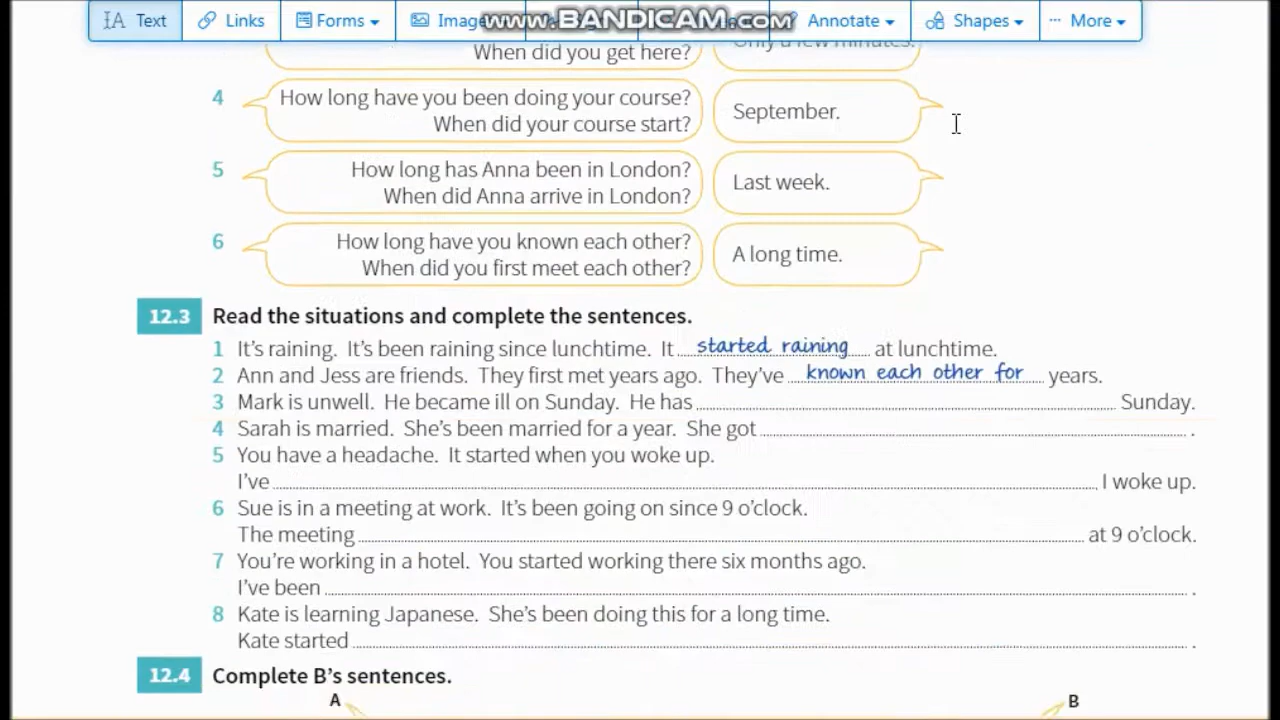 Text Links Forms Image Annotate Shapes More
www.BANDICAM.com
When did you get here? Only a few minutes.
4 How long have you been doing your course?
When did your course start?
September.
5 How long has Anna been in London?
When did Anna arrive in London?
Last week.
6 How long have you known each other?
When did you first meet each other?
A long time.
12.3 Read the situations and complete the sentences.
1 It's raining. It's been raining since lunchtime. It started raining at lunchtime.
2 Ann and Jess are friends. They first met years ago. They've known each other for years.
3 Mark is unwell. He became ill on Sunday. He has ........ Sunday.
4 Sarah is married. She's been married for a year. She got ........ .
5 You have a headache. It started when you woke up.
I've ........ I woke up.
6 Sue is in a meeting at work. It's been going on since 9 o'clock.
The meeting ........ at 9 o'clock.
7 You're working in a hotel. You started working there six months ago.
I've been ........ .
8 Kate is learning Japanese. She's been doing this for a long time.
Kate started ........ .
12.4 Complete B's sentences.
A B